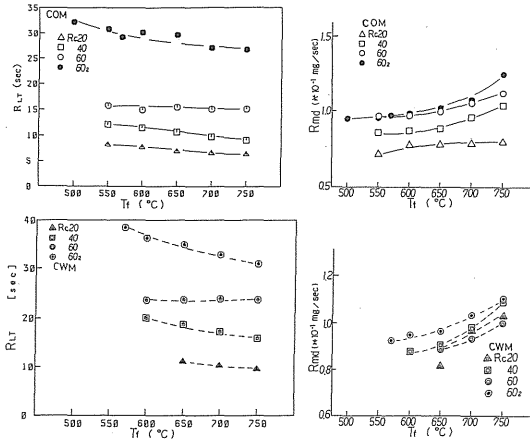 COM
△ Rc20
□ 40
○ 60
60₂
R_LT (sec)
35
30
25
20
15
10
5
0
500 550 600 650 700 750
Tf (°C)
COM
60₂
○ 60
□ 40
△ Rc20
Rmd (*10⁻¹ mg/sec)
1.5
1.0
0.5
500 550 600 650 700 750
Tf (°C)
Rc20
40
60
60₂
CWM
R_LT [sec.]
40
30
20
10
0
500 550 600 650 700 750
Tf (°C)
CWM
Rc20
40
60
60₂
Rmd (*10⁻¹ mg/sec)
1.2
1.0
0.8
0.6
500 550 600 650 700 750
Tf (°C)